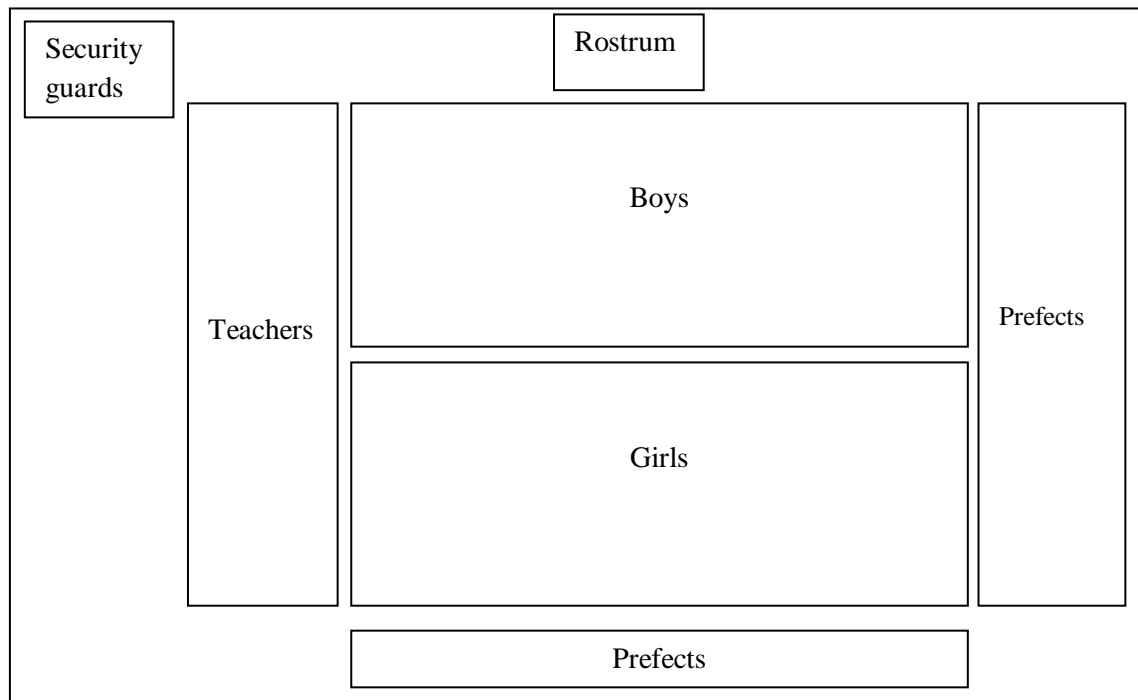 Security
guards
Rostrum
Boys
Teachers
Prefects
Girls
Prefects